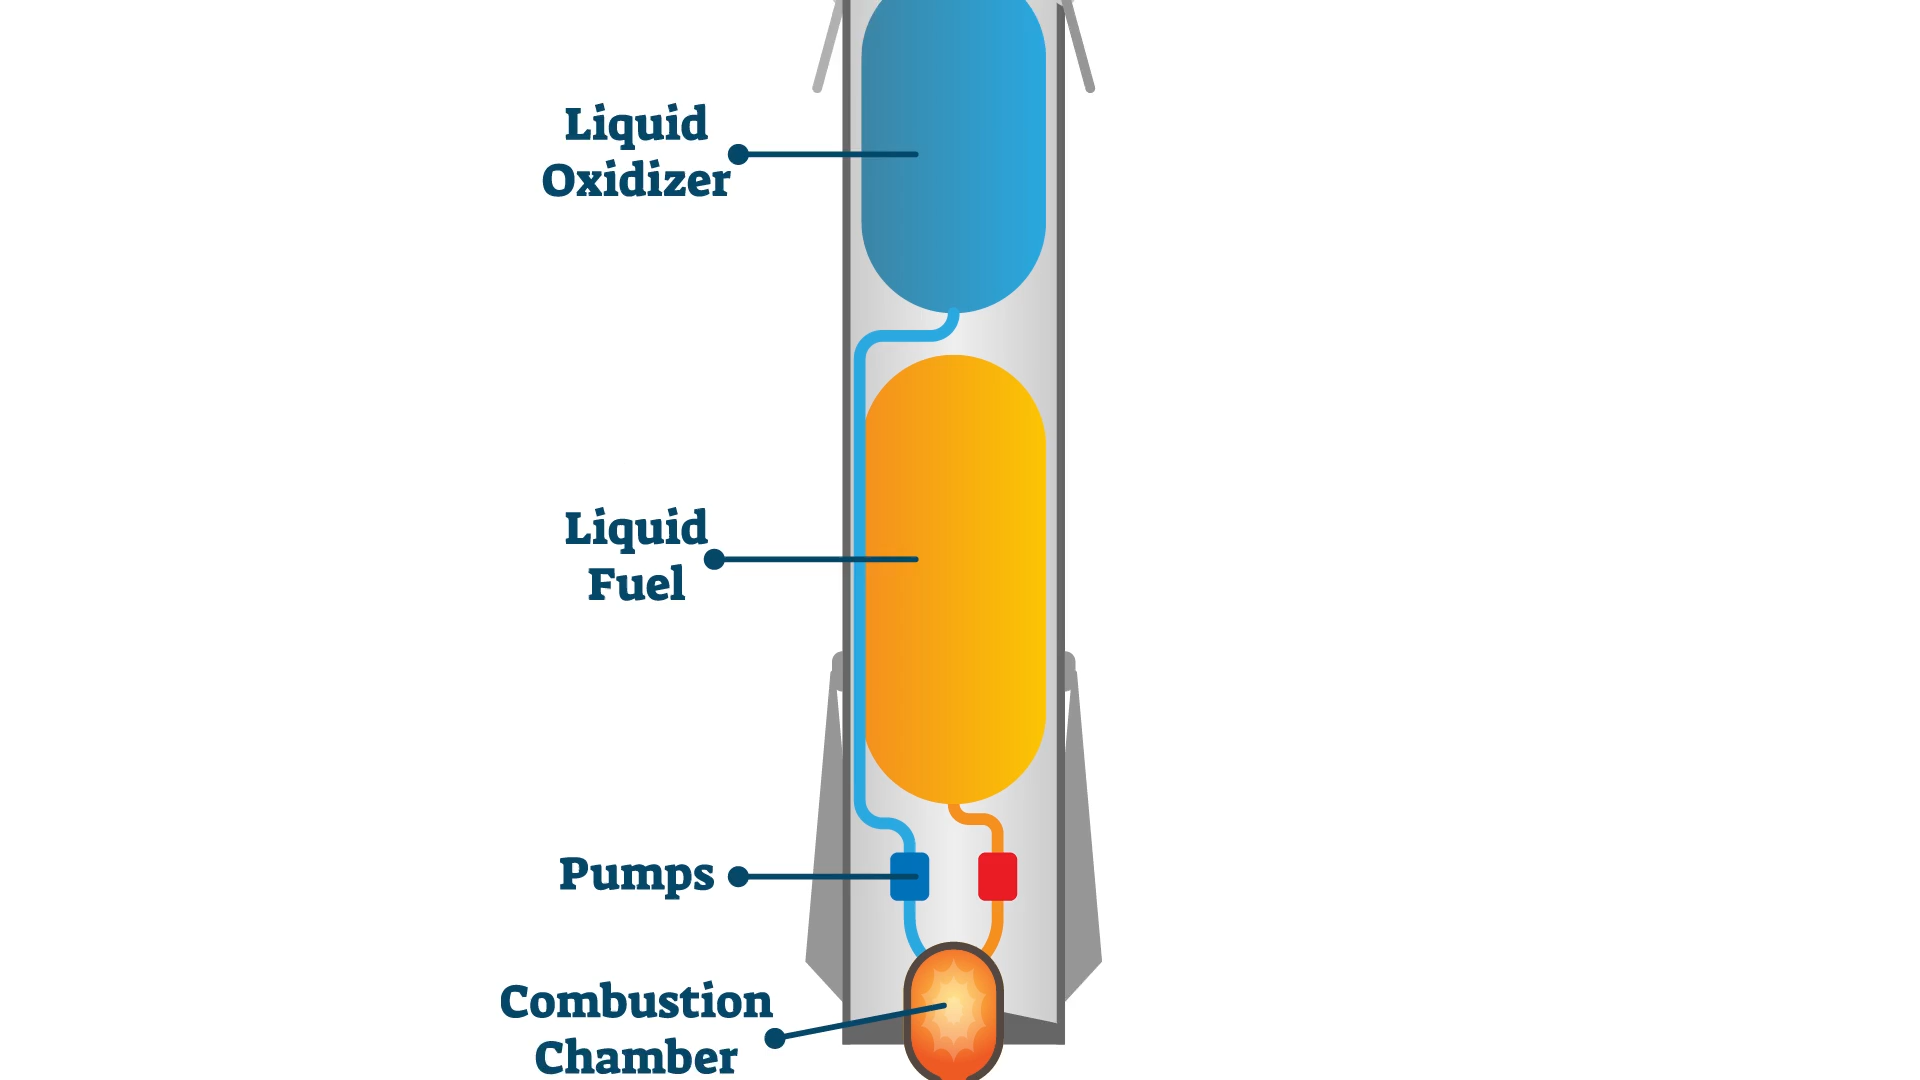 Liquid
Oxidizer
Liquid
Fuel
Pumps
Combustion
Chamber